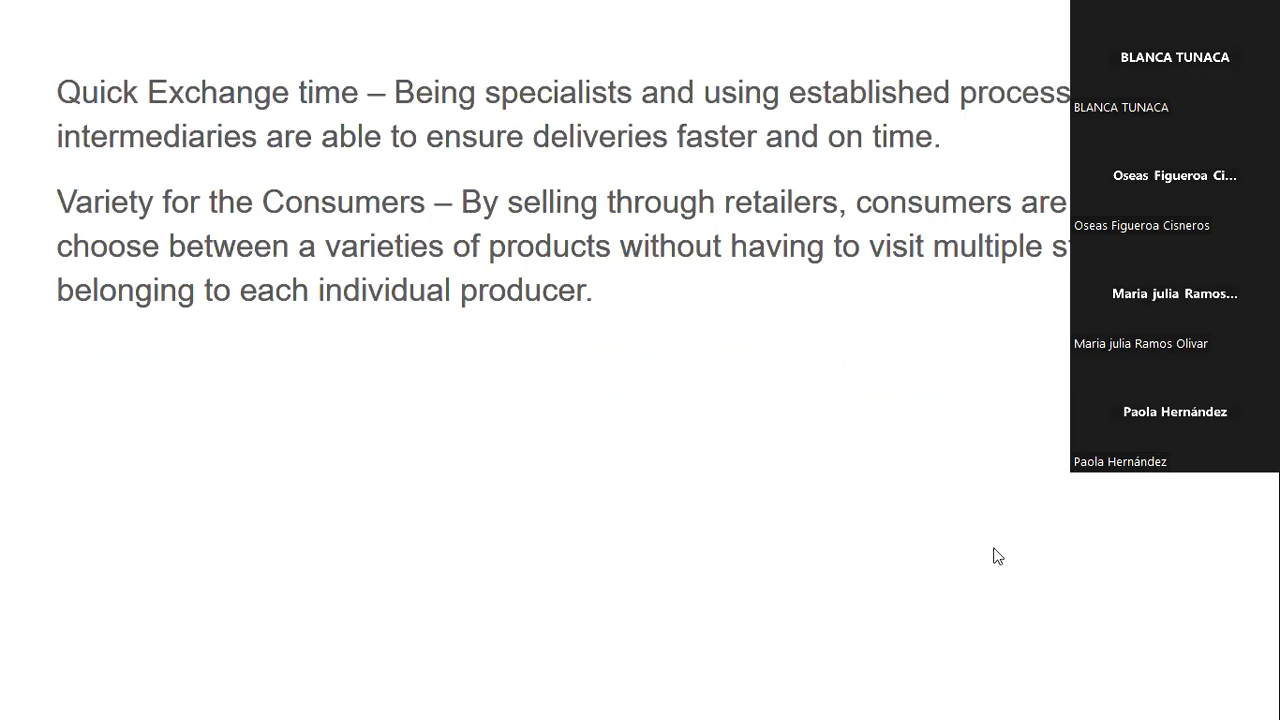 Quick Exchange time – Being specialists and using established process
intermediaries are able to ensure deliveries faster and on time.
Variety for the Consumers – By selling through retailers, consumers are
choose between a varieties of products without having to visit multiple
belonging to each individual producer.
BLANCA TUNACA
BLANCA TUNACA
Oseas Figueroa Ci...
Oseas Figueroa Cisneros
Maria julia Ramos...
Maria julia Ramos Olivar
Paola Hernández
Paola Hernández